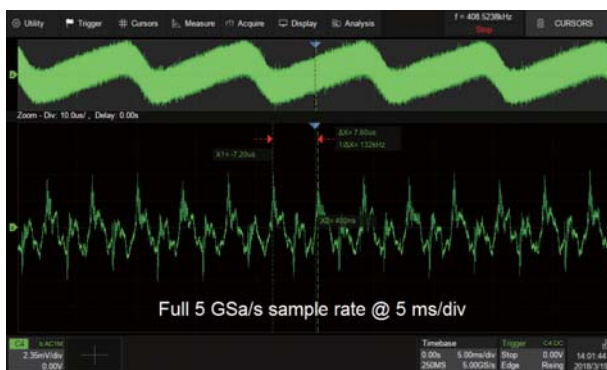 Utility Trigger Cursors Measure Acquire Display Analysis
f = 408.5238kHz
Stop
CURSORS
Zoom - Div: 10.0us/ , Delay: 0.00s
ΔX= 7.60us
1/ΔX= 132kHz
X1= -7.20us
X2= 400ns
Full 5 GSa/s sample rate @ 5 ms/div
C4 AC1M
2.35mV/div
0.00V
Timebase
0.00s 5.00ms/div
250MS 5.00GS/s
Trigger C4 DC
Stop 0.00V
Edge Rising
14:01:44